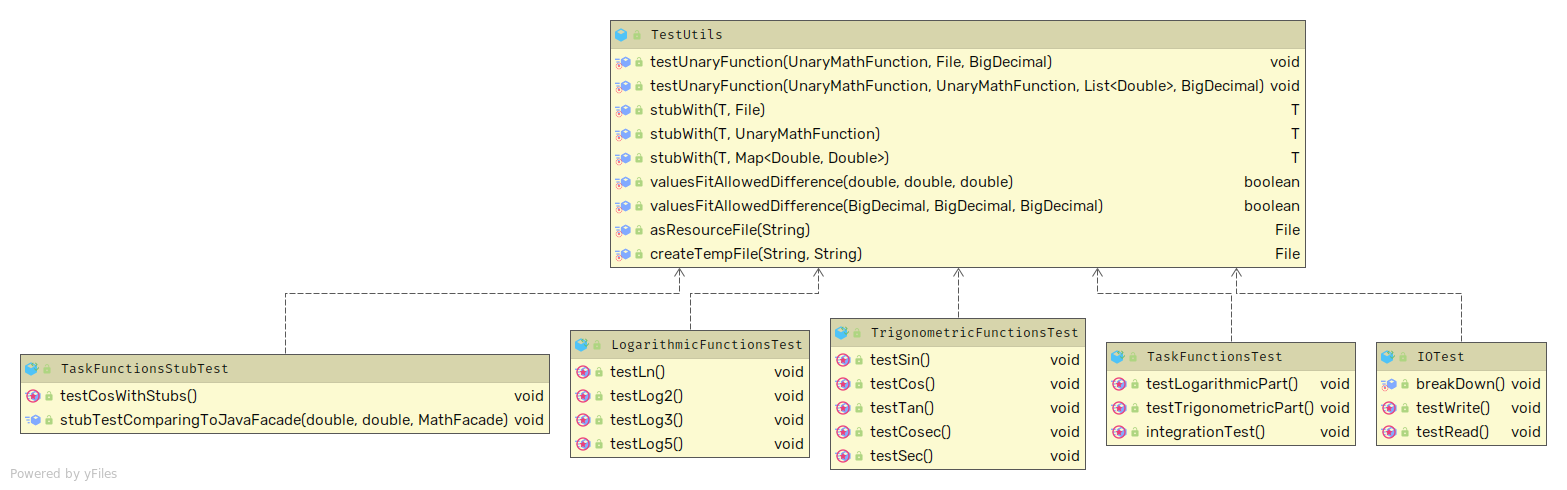 TestUtils
testUnaryFunction(UnaryMathFunction, File, BigDecimal) void
testUnaryFunction(UnaryMathFunction, UnaryMathFunction, List<Double>, BigDecimal) void
stubWith(T, File) T
stubWith(T, UnaryMathFunction) T
stubWith(T, Map<Double, Double>) T
valuesFitAllowedDifference(double, double, double) boolean
valuesFitAllowedDifference(BigDecimal, BigDecimal, BigDecimal) boolean
asResourceFile(String) File
createTempFile(String, String) File
TaskFunctionsStubTest
testCosWithStubs() void
stubTestComparingToJavaFacade(double, double, MathFacade) void
LogarithmicFunctionsTest
testLn() void
testLog2() void
testLog3() void
testLog5() void
TrigonometricFunctionsTest
testSin() void
testCos() void
testTan() void
testCosec() void
testSec() void
TaskFunctionsTest
testLogarithmicPart() void
testTrigonometricPart() void
integrationTest() void
IOTest
breakDown() void
testWrite() void
testRead() void
Powered by yFiles